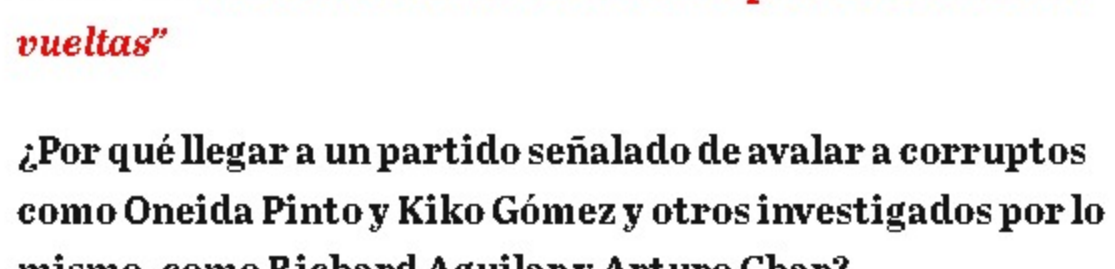 vueltas”
¿Por qué llegar a un partido señalado de avalar a corruptos
como Oneida Pinto y Kiko Gómez y otros investigados por lo
mismo, como Richard Aguilar y Arturo Char?